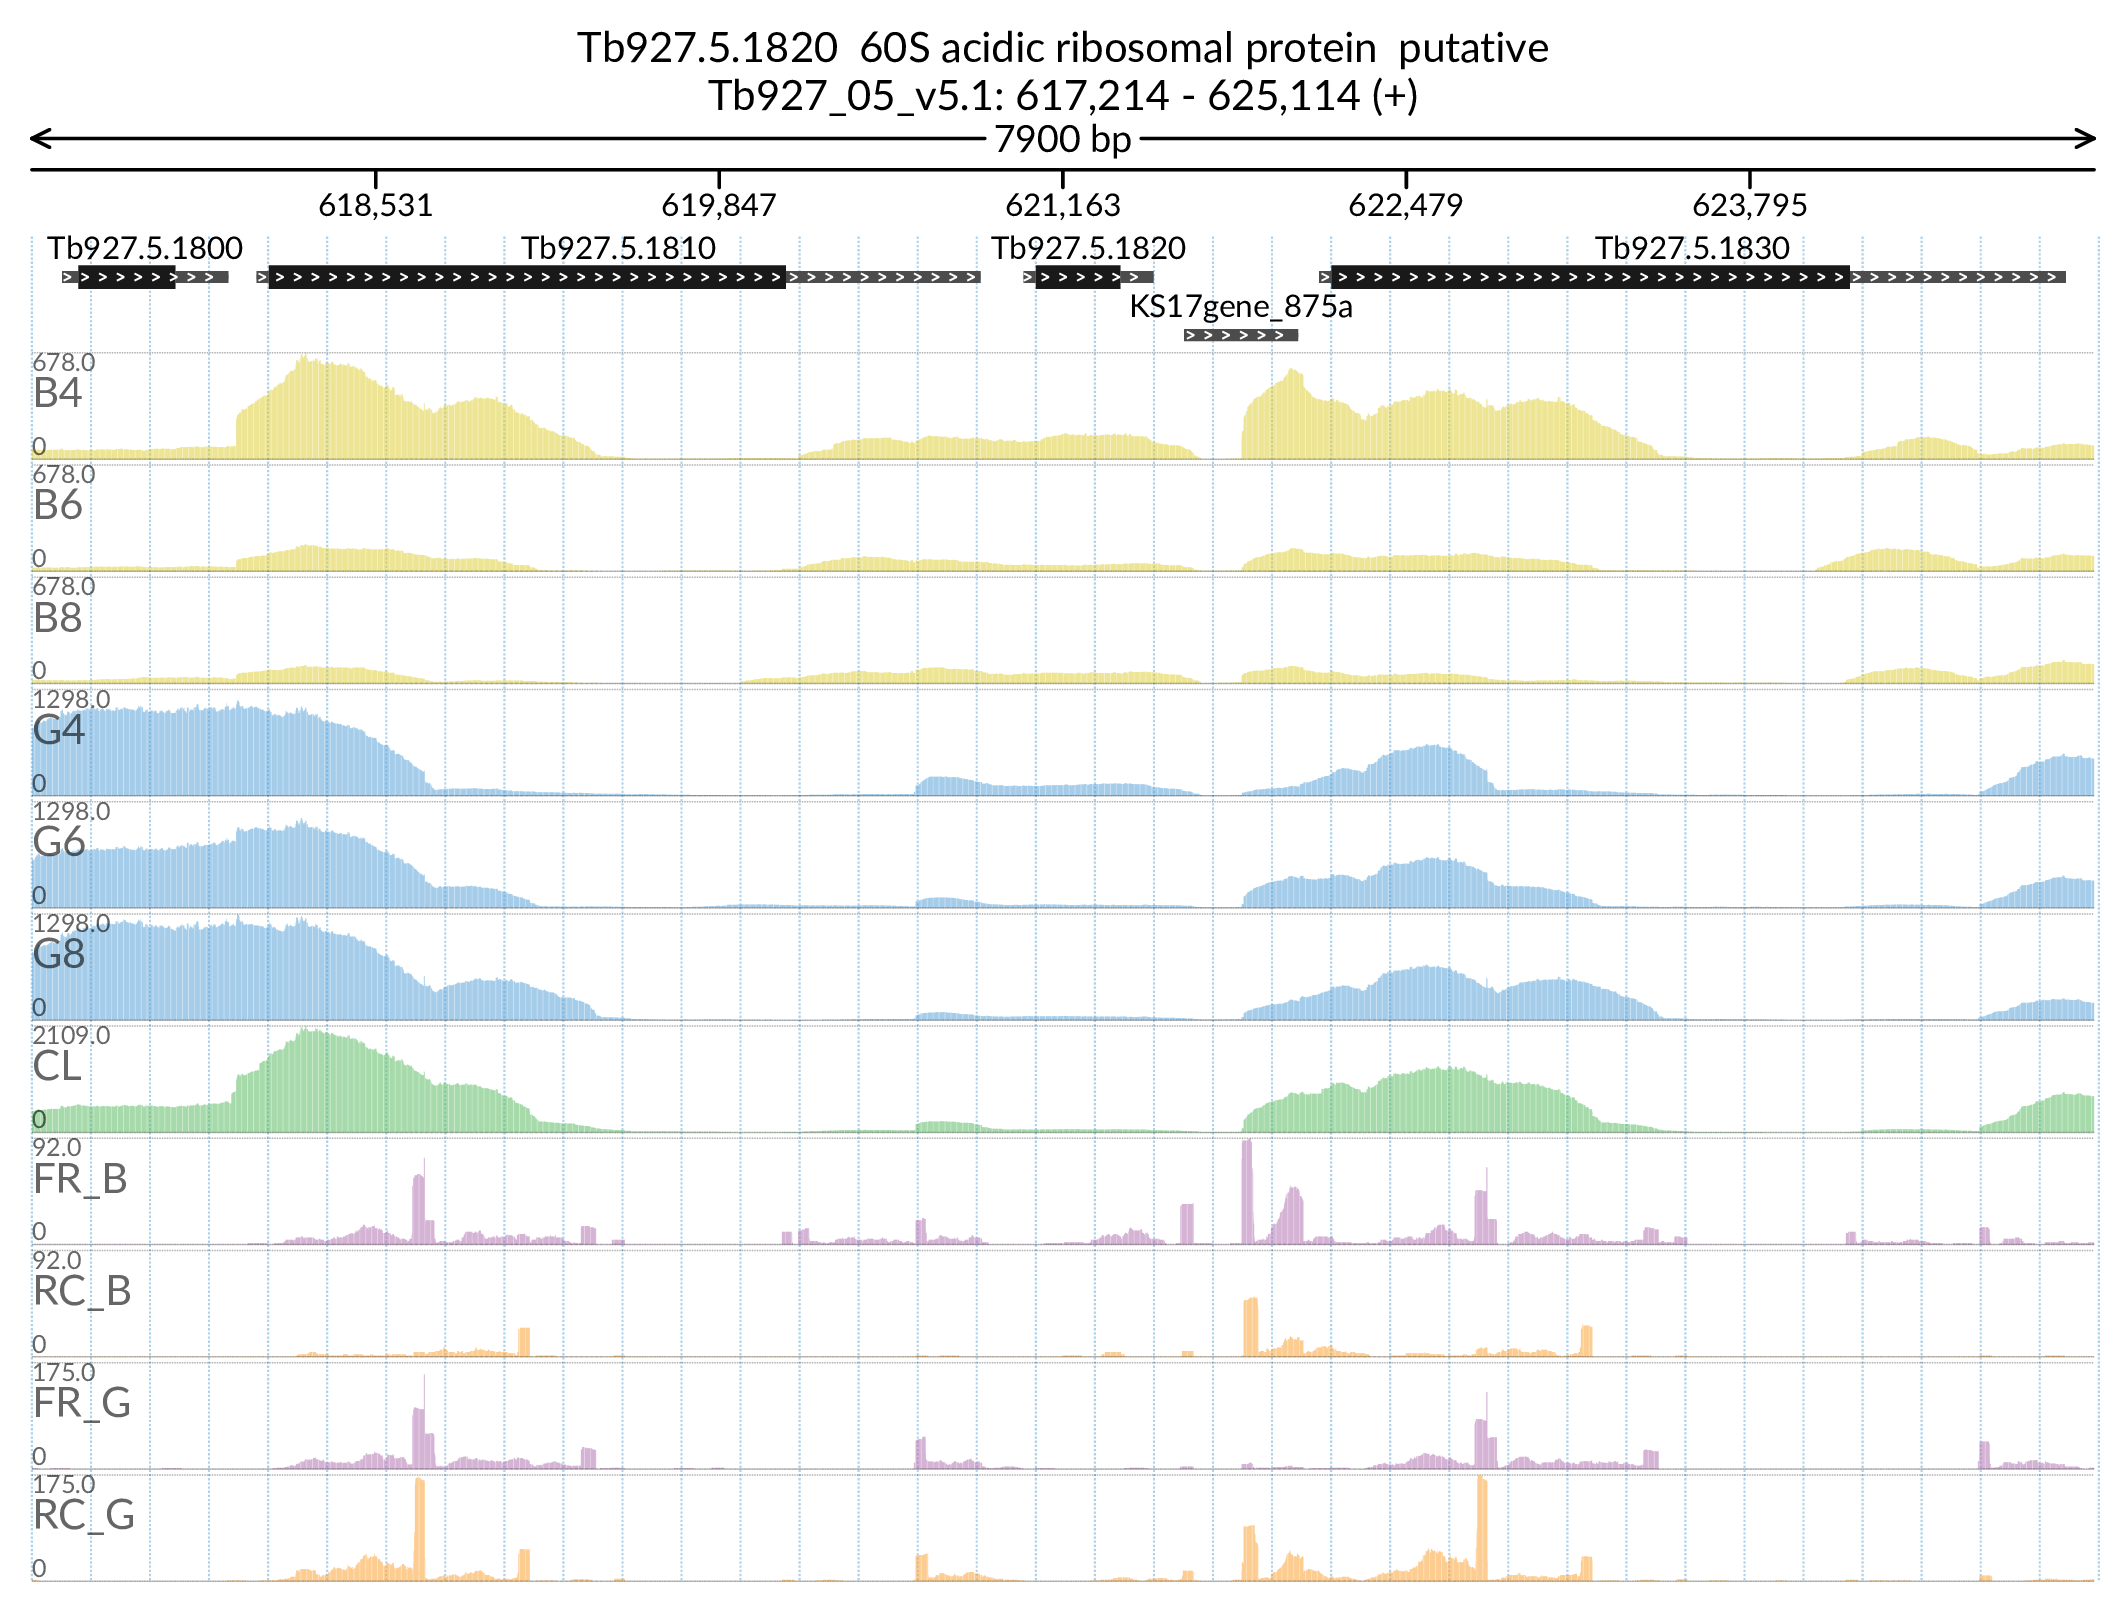 Tb927.5.1820  60S acidic ribosomal protein  putative
Tb927_05_v5.1: 617,214 - 625,114 (+)
7900 bp
618,531 619,847 621,163 622,479 623,795
Tb927.5.1800 Tb927.5.1810 Tb927.5.1820 Tb927.5.1830
KS17gene_875a
678.0
B4
0
678.0
B6
0
678.0
B8
0
1298.0
G4
0
1298.0
G6
0
1298.0
G8
0
2109.0
CL
0
92.0
FR_B
0
92.0
RC_B
0
175.0
FR_G
0
175.0
RC_G
0